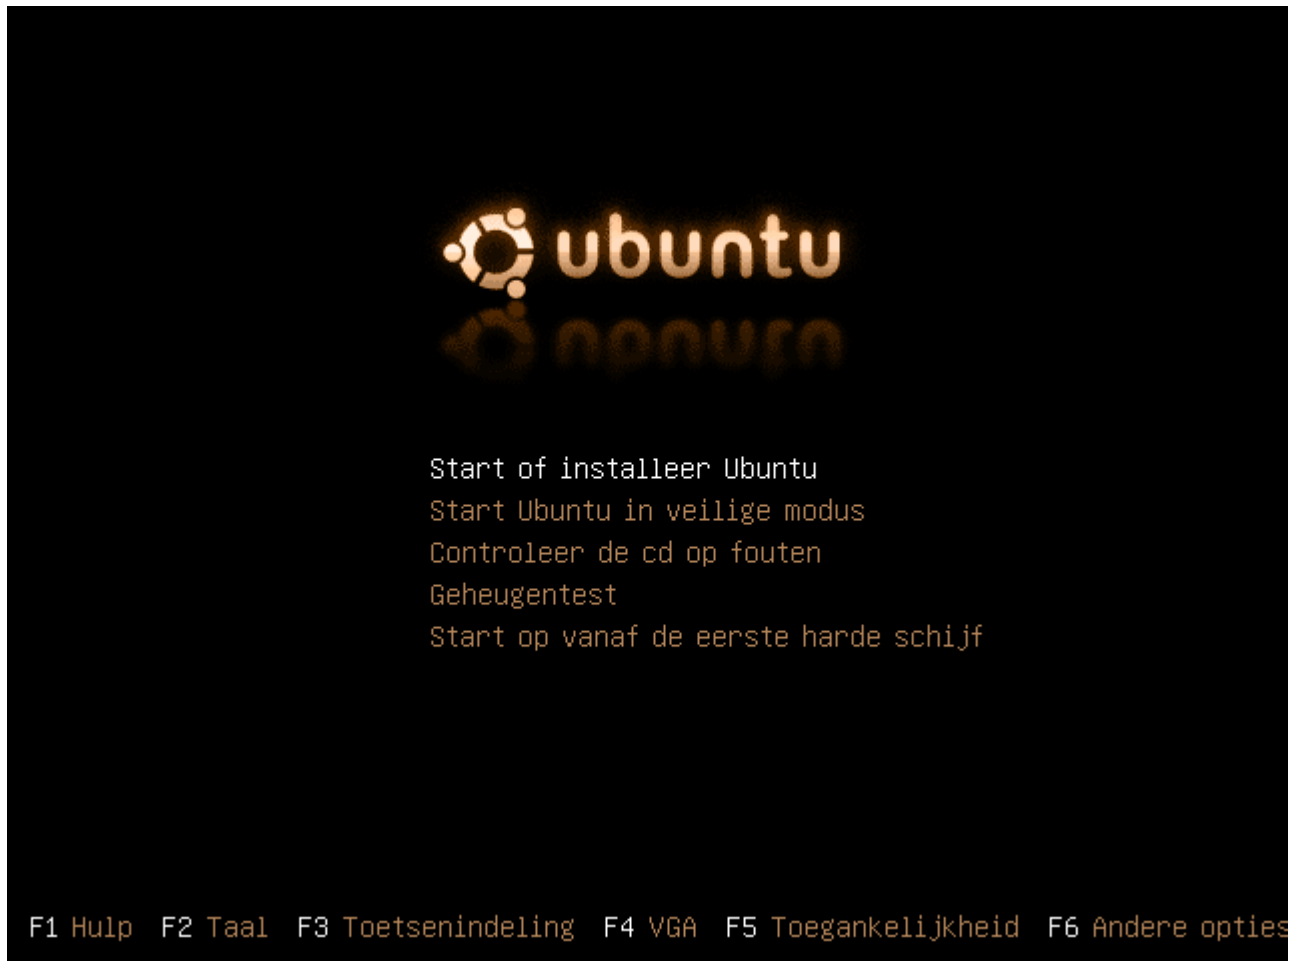 ubuntu
Start of installeer Ubuntu
Start Ubuntu in veilige modus
Controleer de cd op fouten
Geheugentest
Start op vanaf de eerste harde schijf
F1 Hulp F2 Taal F3 Toetsenindeling F4 VGA F5 Toegankelijkheid F6 Andere opties